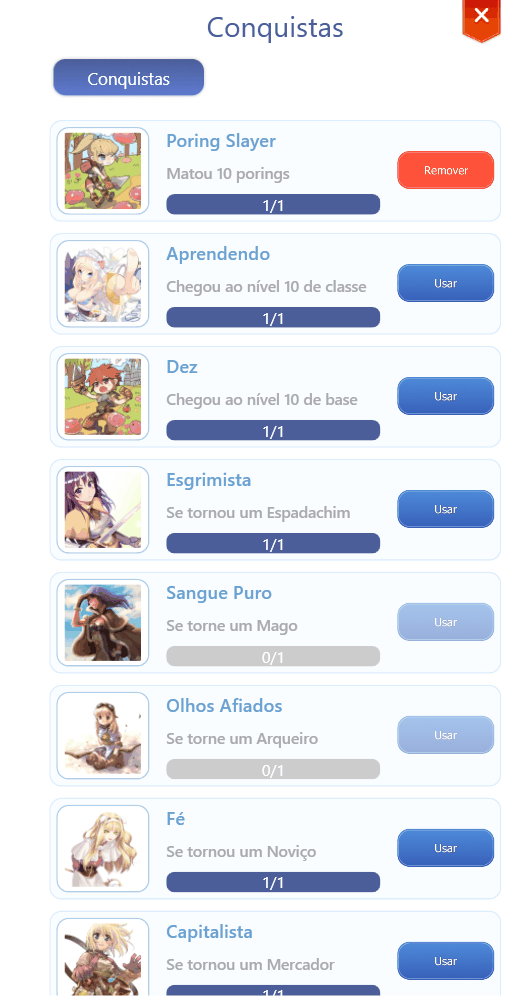 Conquistas
Conquistas
Poring Slayer
Matou 10 porings
1/1
Remover
Aprendendo
Chegou ao nível 10 de classe
1/1
Usar
Dez
Chegou ao nível 10 de base
1/1
Usar
Esgrimista
Se tornou um Espadachim
1/1
Usar
Sangue Puro
Se torne um Mago
0/1
Usar
Olhos Afiados
Se torne um Arqueiro
0/1
Usar
Fé
Se tornou um Noviço
1/1
Usar
Capitalista
Se tornou um Mercador
1/1
Usar